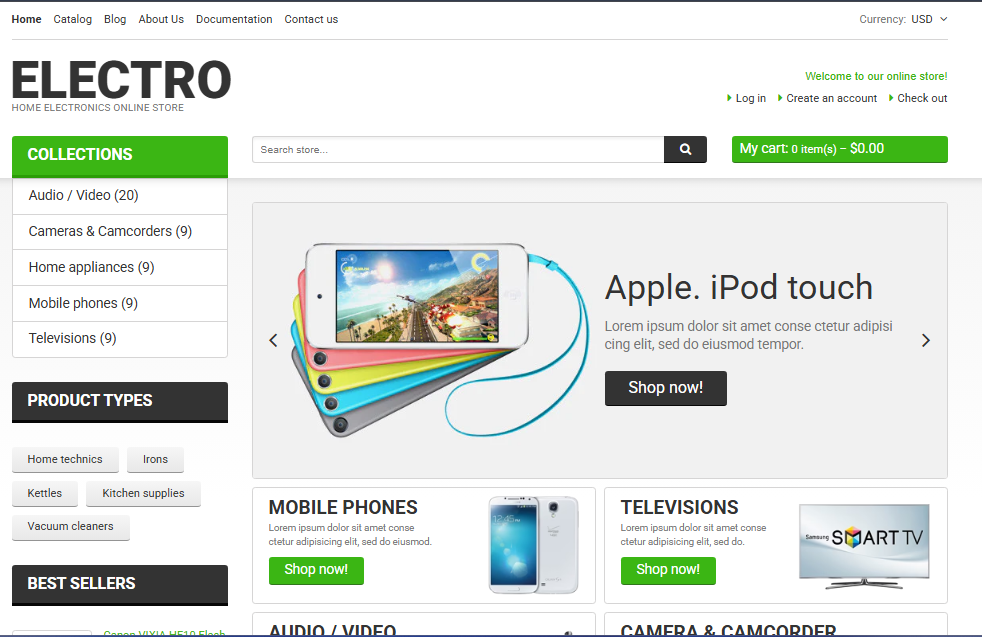 Home Catalog Blog About Us Documentation Contact us
Currency: USD
ELECTRO
HOME ELECTRONICS ONLINE STORE
Welcome to our online store!
Log in Create an account Check out
COLLECTIONS
Search store...
My cart: 0 item(s) – $0.00
Audio / Video (20)
Cameras & Camcorders (9)
Home appliances (9)
Mobile phones (9)
Televisions (9)
Apple. iPod touch
Lorem ipsum dolor sit amet conse ctetur adipisi
cing elit, sed do eiusmod tempor.
Shop now!
PRODUCT TYPES
Home technics Irons
Kettles Kitchen supplies
Vacuum cleaners
MOBILE PHONES
Lorem ipsum dolor sit amet conse
ctetur adipisicing elit, sed do eiusmod.
Shop now!
TELEVISIONS
Lorem ipsum dolor sit amet conse
ctetur adipisicing elit, sed do.
Shop now!
Samsung SMART TV
BEST SELLERS
Canon VIXIA HF10 Flash
AUDIO / VIDEO
CAMERA & CAMCORDER